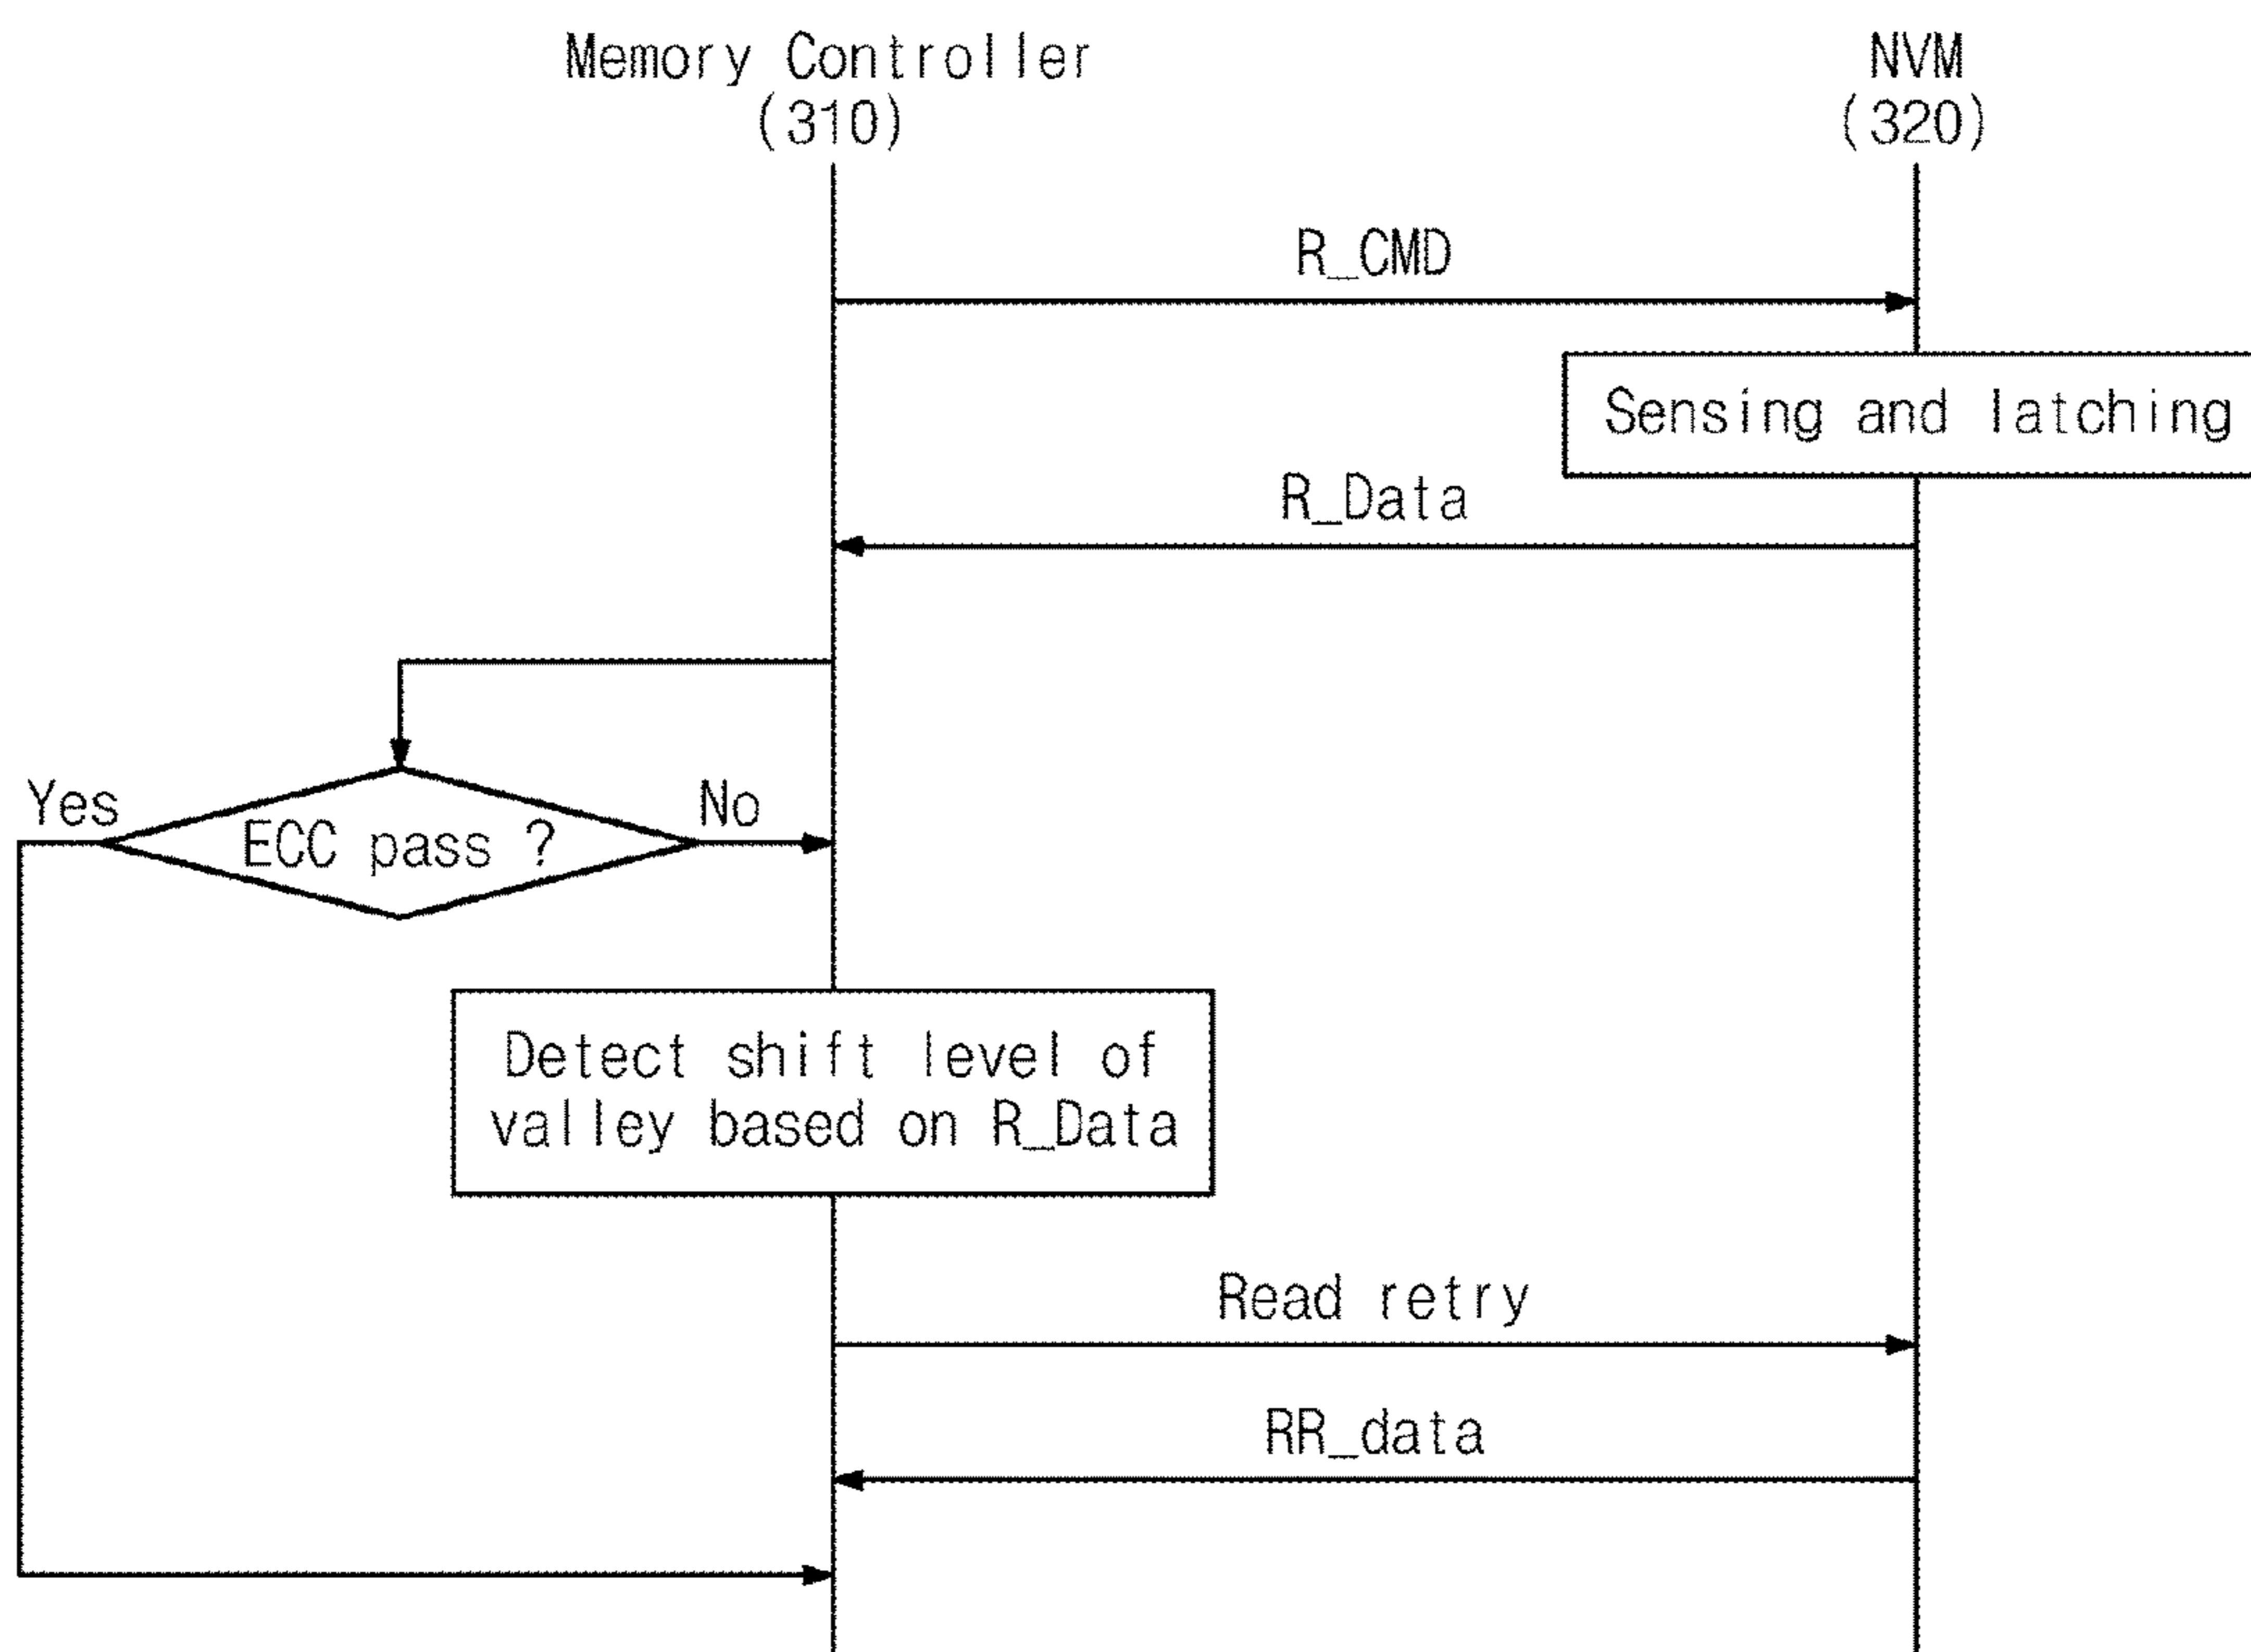 Memory Controller
(310)
NVM
(320)
R_CMD
Sensing and latching
R_Data
Yes
ECC pass ?
No
Detect shift level of
valley based on R_Data
Read retry
RR_data